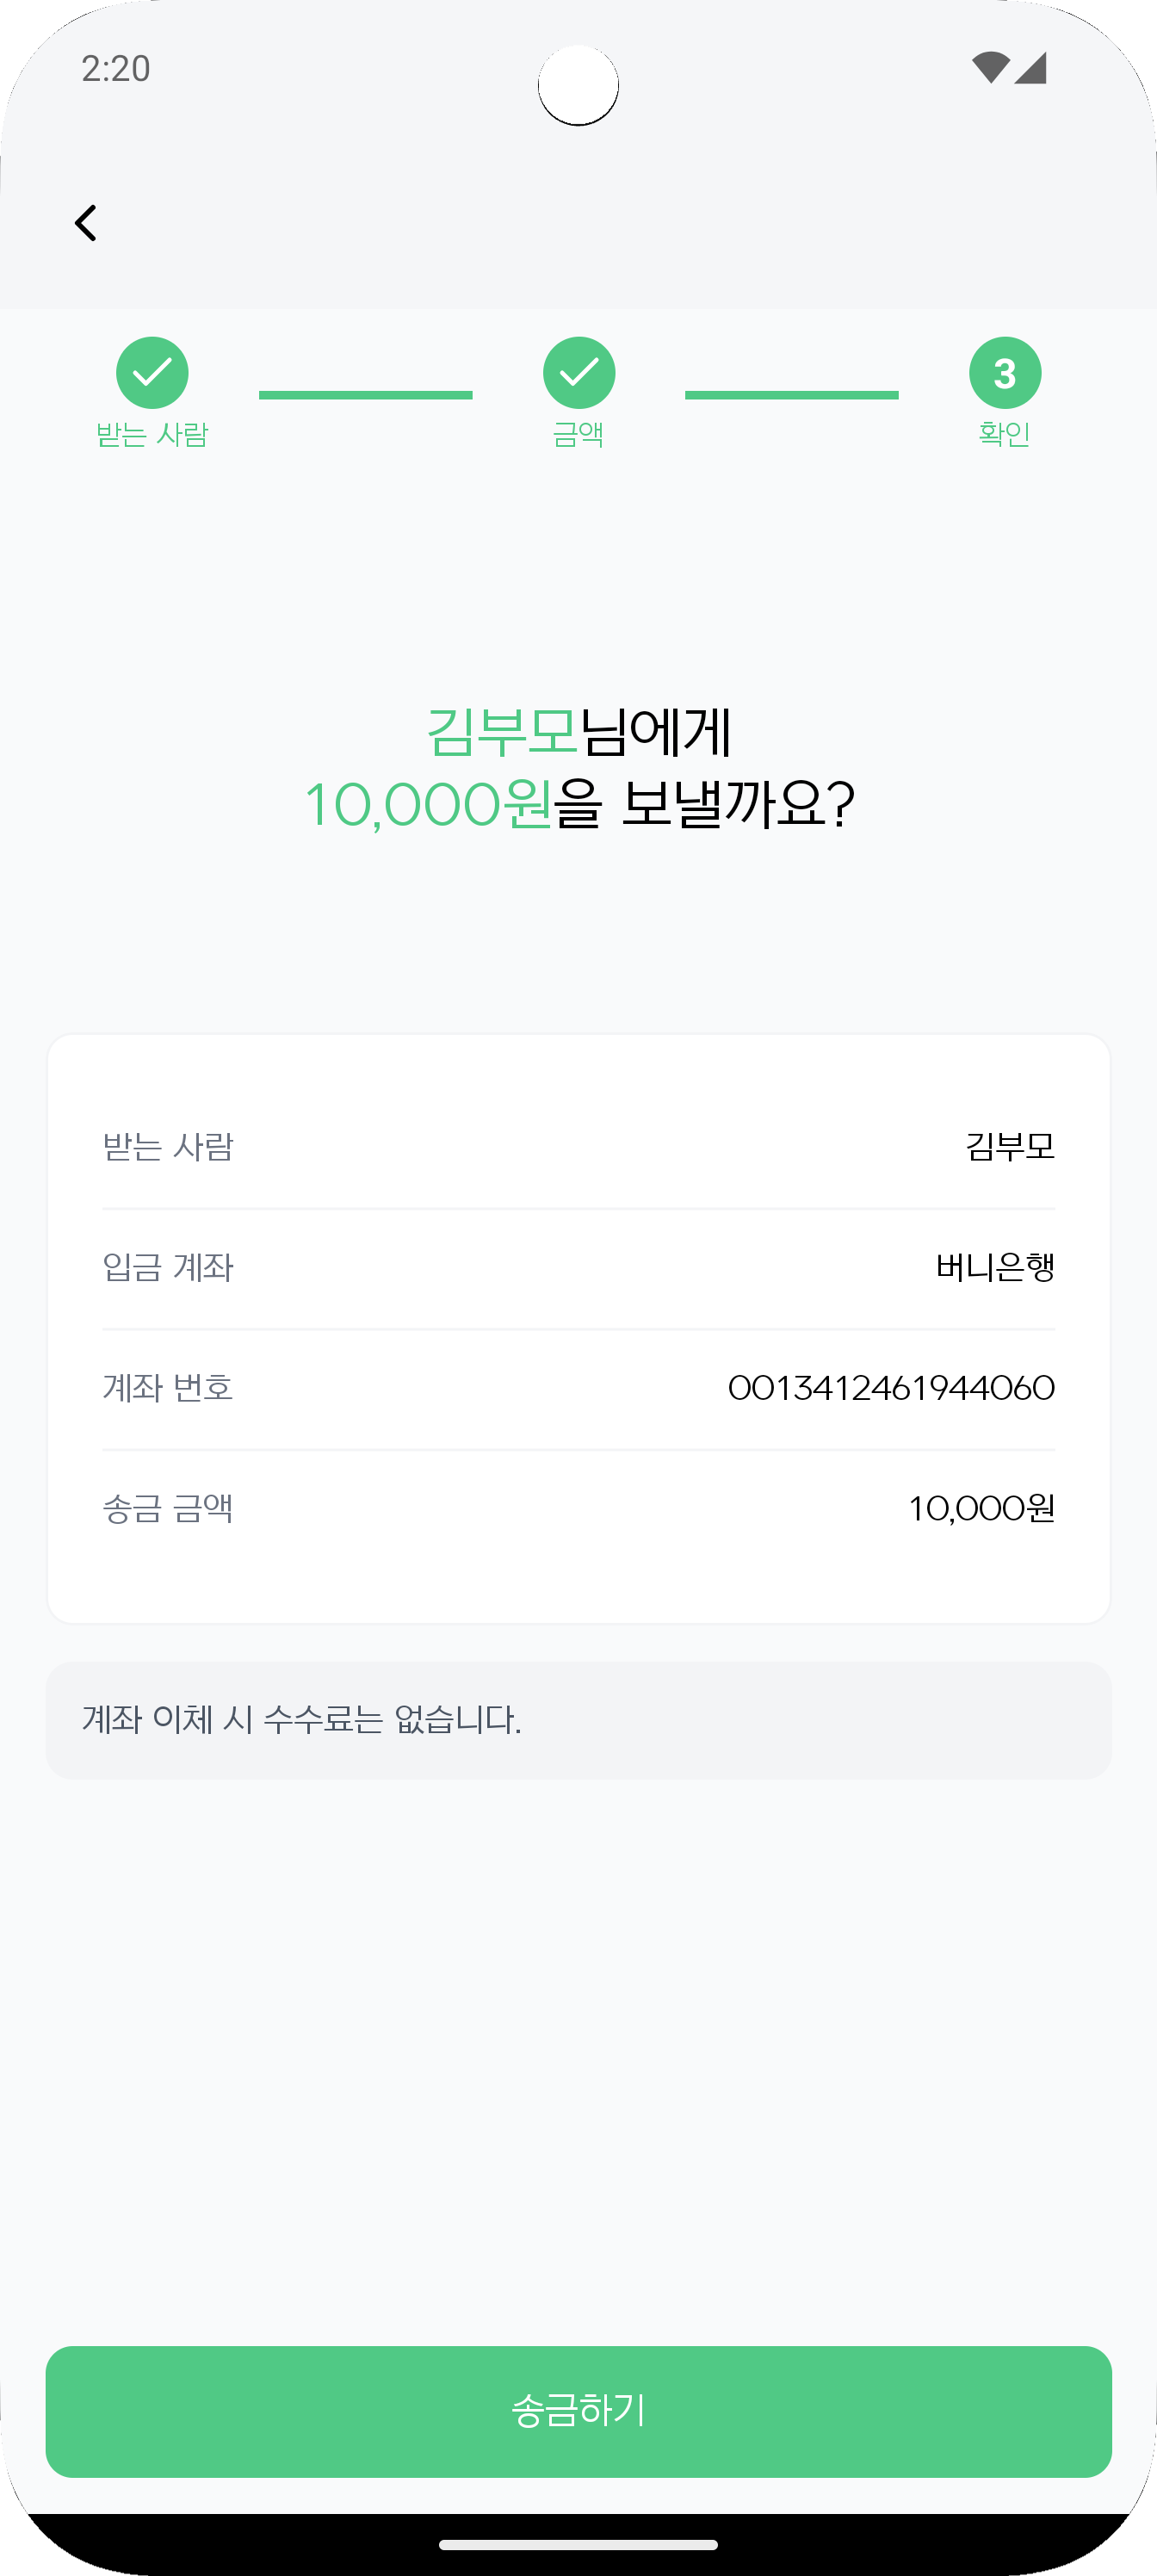 2:20
3
받는 사람
금액
확인
김부모님에게
10,000원을 보낼까요?
받는 사람 김부모
입금 계좌 버니은행
계좌 번호 0013412461944060
송금 금액 10,000원
계좌 이체 시 수수료는 없습니다.
송금하기